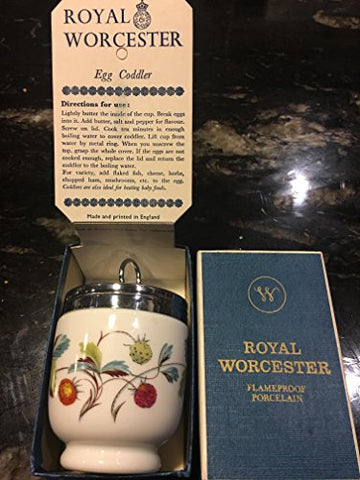 ROYAL
WORCESTER
Egg Coddler
Directions for use:
Lightly butter the inside of the cup. Break eggs
into it. Add butter, salt and pepper for flavour.
Screw on lid. Cook ten minutes in enough
boiling water to cover coddler. Lift cup from
water by metal ring. When you unscrew the
top, grasp the whole cover. If the eggs are not
cooked enough, replace the lid and return the
coddler to the boiling water.
For variety, add flaked fish, cheese, herbs,
chopped ham, mushrooms, etc. to the egg.
Coddlers are also ideal for heating baby foods.
Made and printed in England
W
ROYAL
WORCESTER
FLAMEPROOF
PORCELAIN